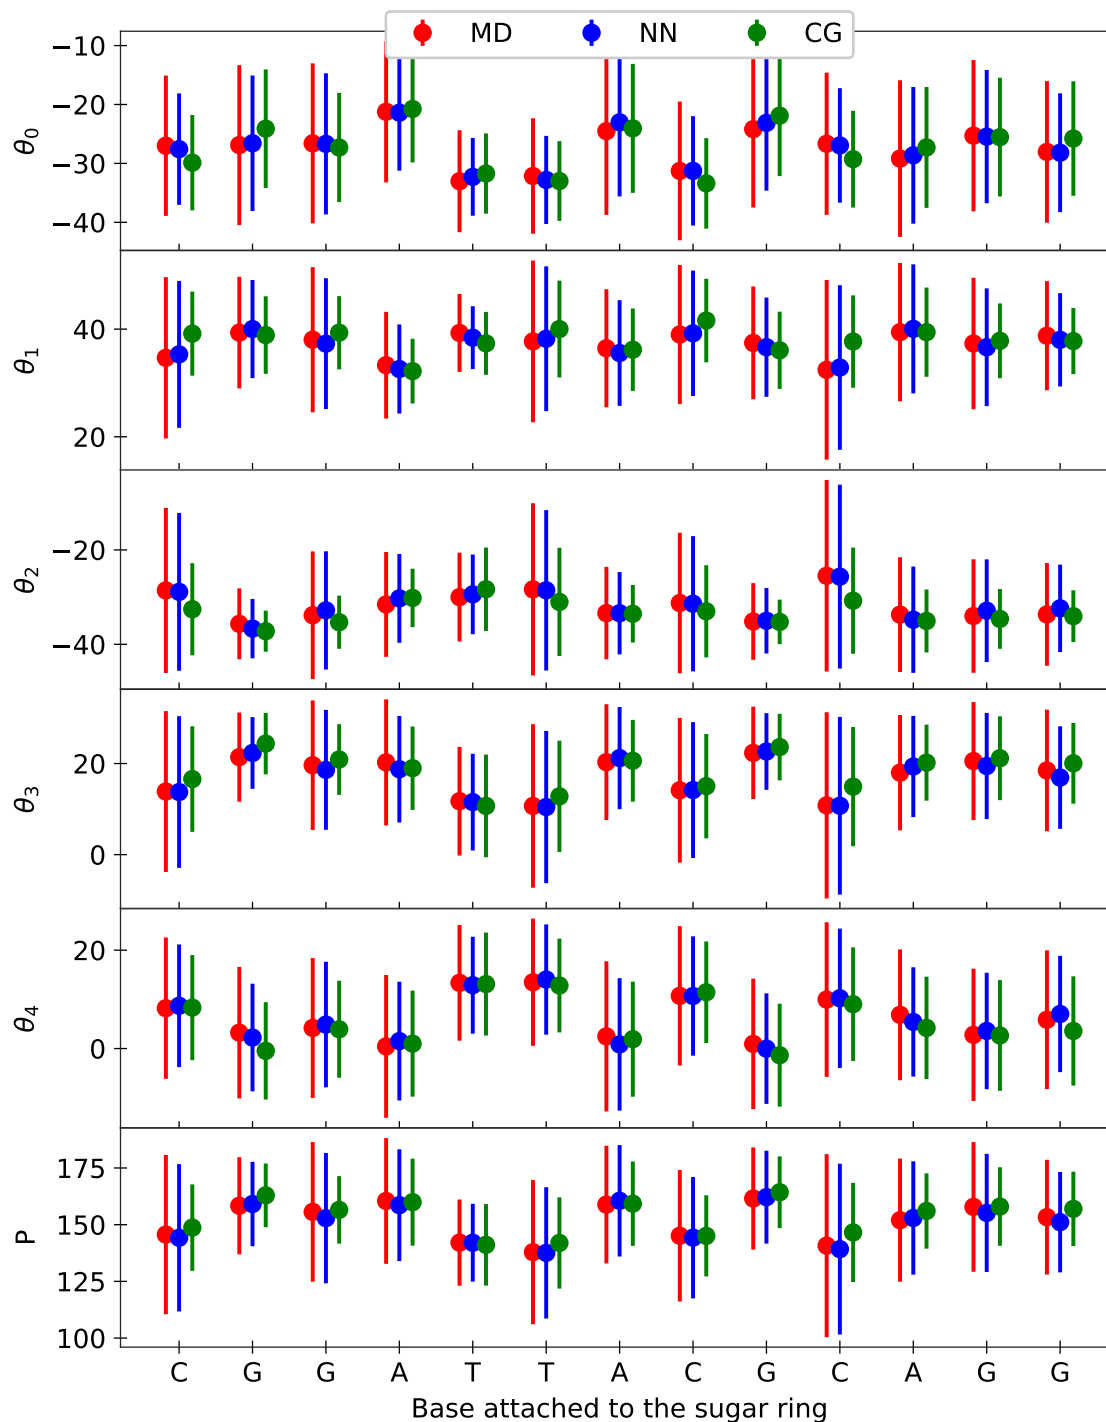 MD NN CG
−10
−20
−30
−40
θ0
40
20
θ1
−20
−40
θ2
20
0
θ3
20
0
θ4
175
150
125
100
P
C G G A T T A C G C A G G
Base attached to the sugar ring